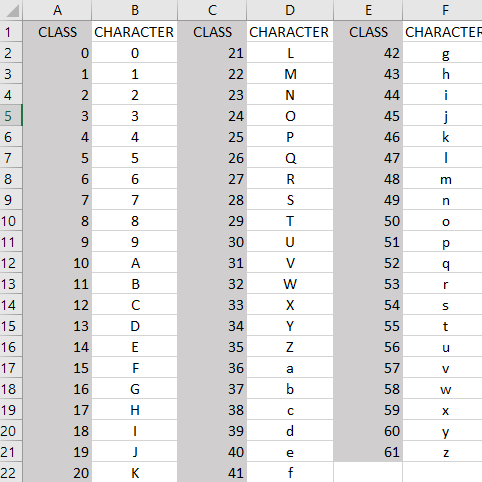 A B C D E F
1 CLASS CHARACTER CLASS CHARACTER CLASS CHARACTER
2 0 0 21 L 42 g
3 1 1 22 M 43 h
4 2 2 23 N 44 i
5 3 3 24 O 45 j
6 4 4 25 P 46 k
7 5 5 26 Q 47 l
8 6 6 27 R 48 m
9 7 7 28 S 49 n
10 8 8 29 T 50 o
11 9 9 30 U 51 p
12 10 A 31 V 52 q
13 11 B 32 W 53 r
14 12 C 33 X 54 s
15 13 D 34 Y 55 t
16 14 E 35 Z 56 u
17 15 F 36 a 57 v
18 16 G 37 b 58 w
19 17 H 38 c 59 x
20 18 I 39 d 60 y
21 19 J 40 e 61 z
22 20 K 41 f